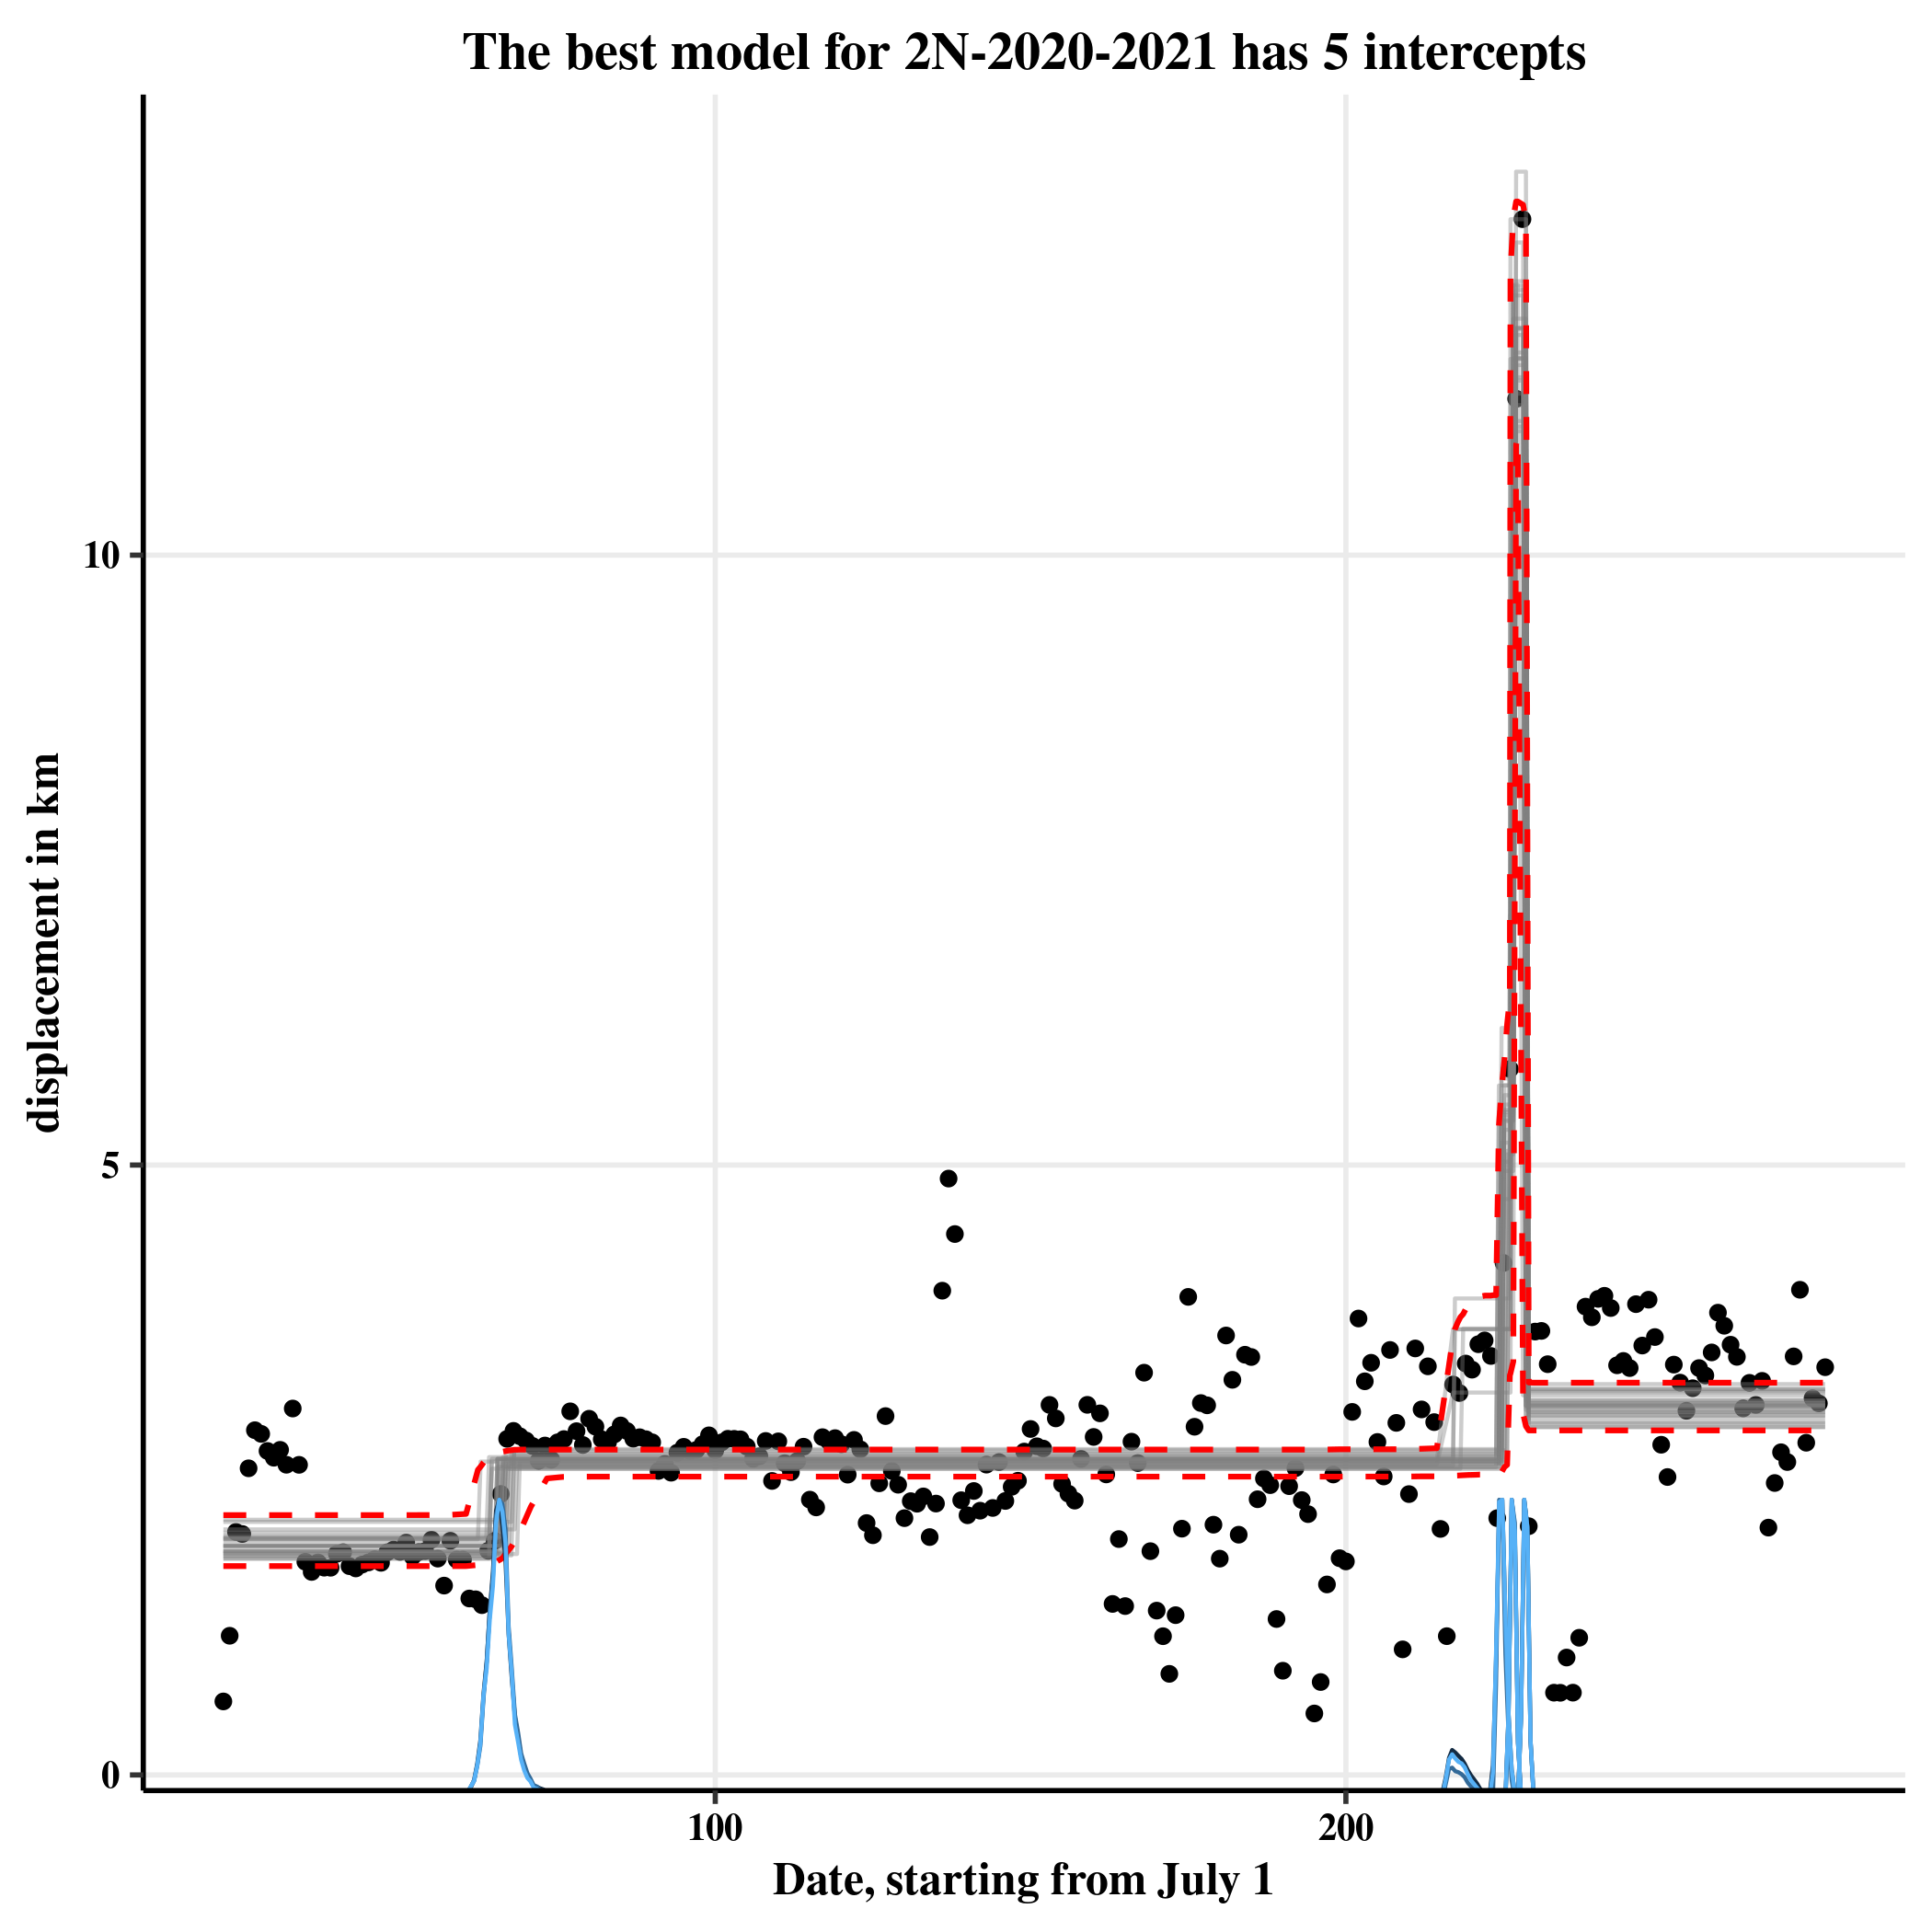 The best model for 2N-2020-2021 has 5 intercepts
displacement in km
10
5
0
100
200
Date, starting from July 1